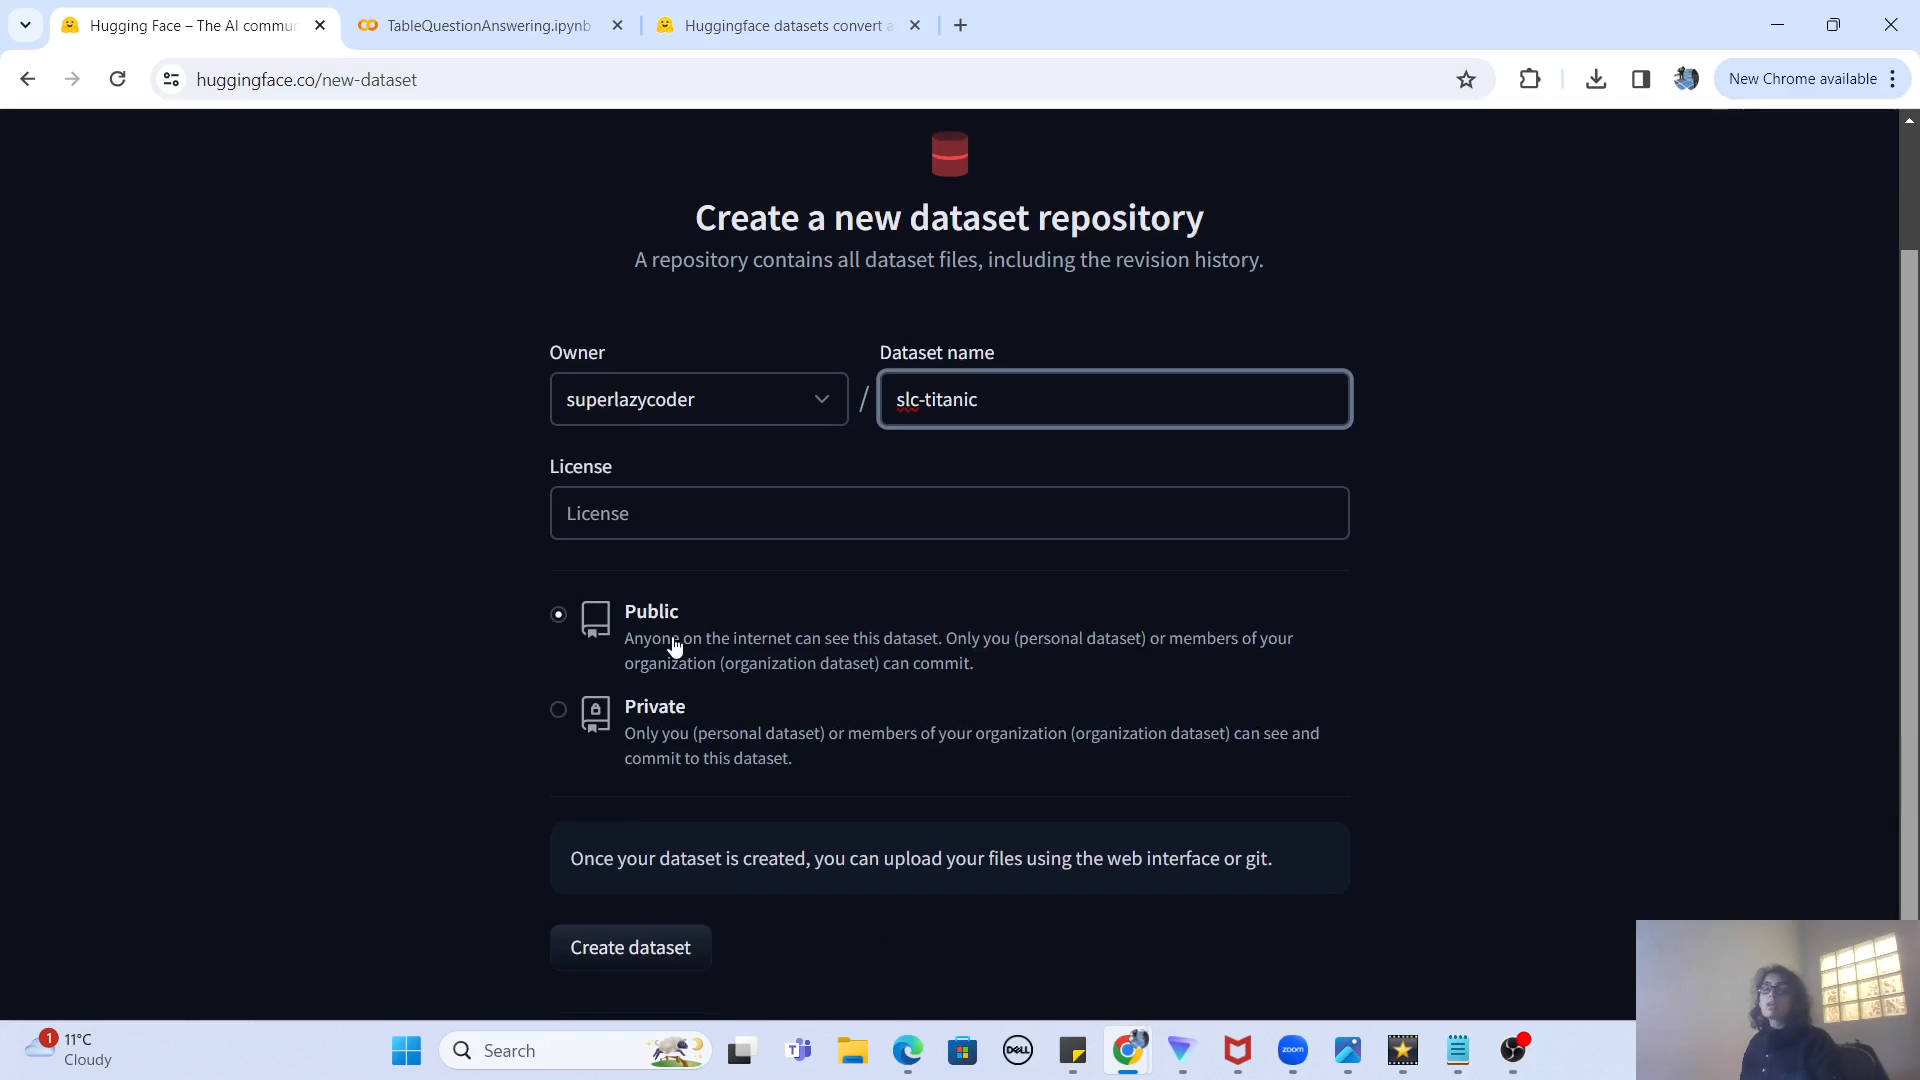 Hugging Face – The AI commun
TableQuestionAnswering.ipynb
Huggingface datasets convert a
huggingface.co/new-dataset
New Chrome available
Create a new dataset repository
A repository contains all dataset files, including the revision history.
Owner
Dataset name
superlazycoder
/
slc-titanic
License
License
Public
Anyone on the internet can see this dataset. Only you (personal dataset) or members of your
organization (organization dataset) can commit.
Private
Only you (personal dataset) or members of your organization (organization dataset) can see and
commit to this dataset.
Once your dataset is created, you can upload your files using the web interface or git.
Create dataset
1
11°C
Cloudy
Search
DELL
zoom